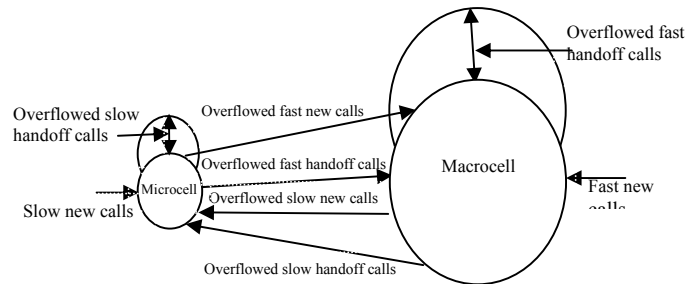 Overflowed fast
handoff calls
Overflowed slow
handoff calls
Overflowed fast new calls
Overflowed fast handoff calls
Macrocell
Microcell
Fast new
calls
Overflowed slow new calls
Slow new calls
Overflowed slow handoff calls